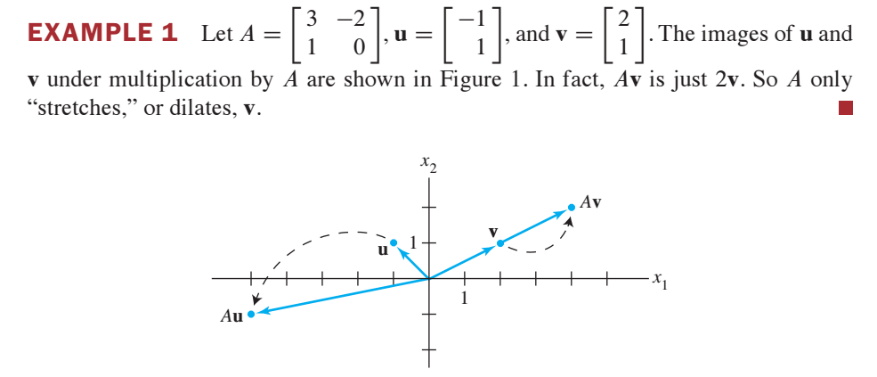 EXAMPLE 1 Let A = [3 −2; 1 0], u = [−1; 1], and v = [2; 1]. The images of u and
v under multiplication by A are shown in Figure 1. In fact, Av is just 2v. So A only
“stretches,” or dilates, v.
x₂
Av
v
1
u
x₁
1
Au